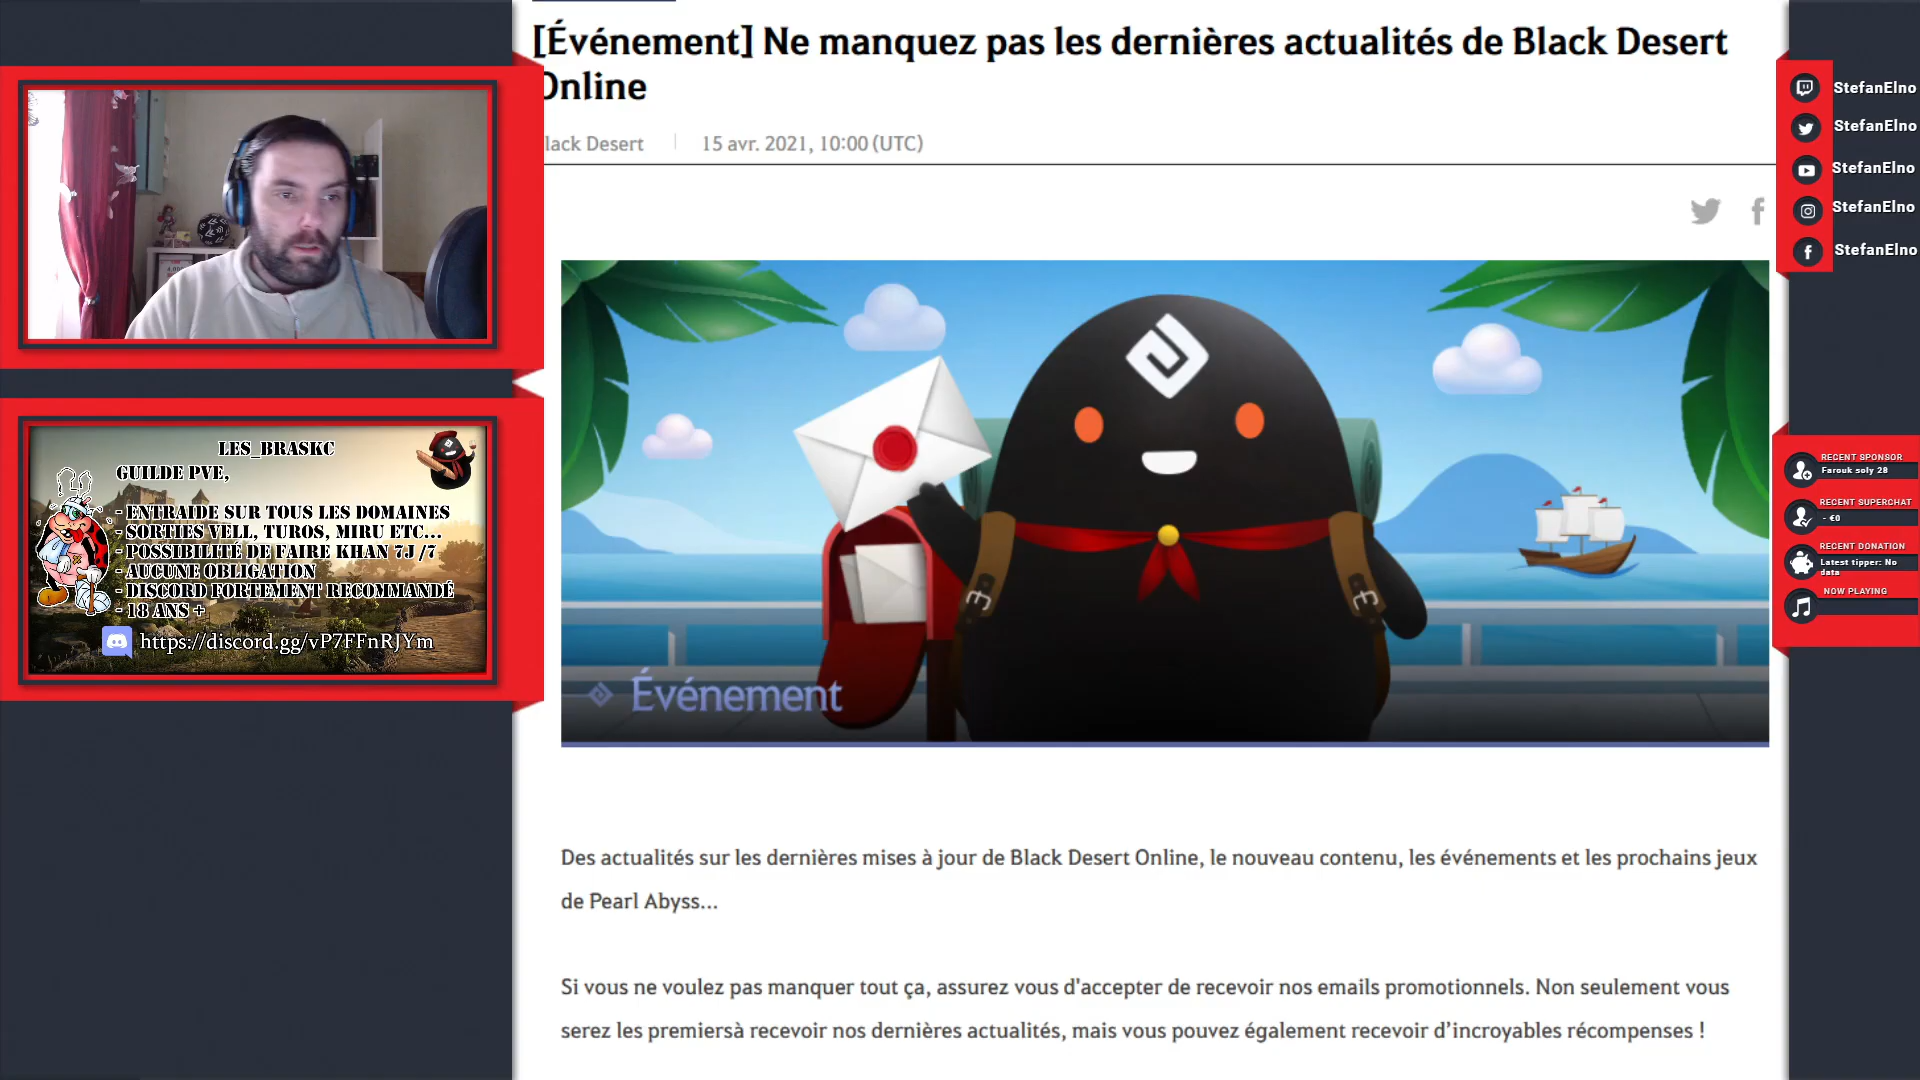 [Événement] Ne manquez pas les dernières actualités de Black Desert
Online
lack Desert
15 avr. 2021, 10:00 (UTC)
Événement
Des actualités sur les dernières mises à jour de Black Desert Online, le nouveau contenu, les événements et les prochains jeux
de Pearl Abyss...
Si vous ne voulez pas manquer tout ça, assurez vous d'accepter de recevoir nos emails promotionnels. Non seulement vous
serez les premiersà recevoir nos dernières actualités, mais vous pouvez également recevoir d'incroyables récompenses !
LES_BRASKC
GUILDE PVE,
- ENTRAIDE SUR TOUS LES DOMAINES
- SORTIES VELL, TUROS, MIRU ETC...
- POSSIBILITÉ DE FAIRE KHAN 7J /7
- AUCUNE OBLIGATION
- DISCORD FORTEMENT RECOMMANDÉ
- 18 ANS +
https://discord.gg/vP7FFnRJYm
StefanElno
StefanElno
StefanElno
StefanElno
StefanElno
RECENT SPONSOR
Farouk soly 28
RECENT SUPERCHAT
- €0
RECENT DONATION
Latest tipper: No
data
NOW PLAYING